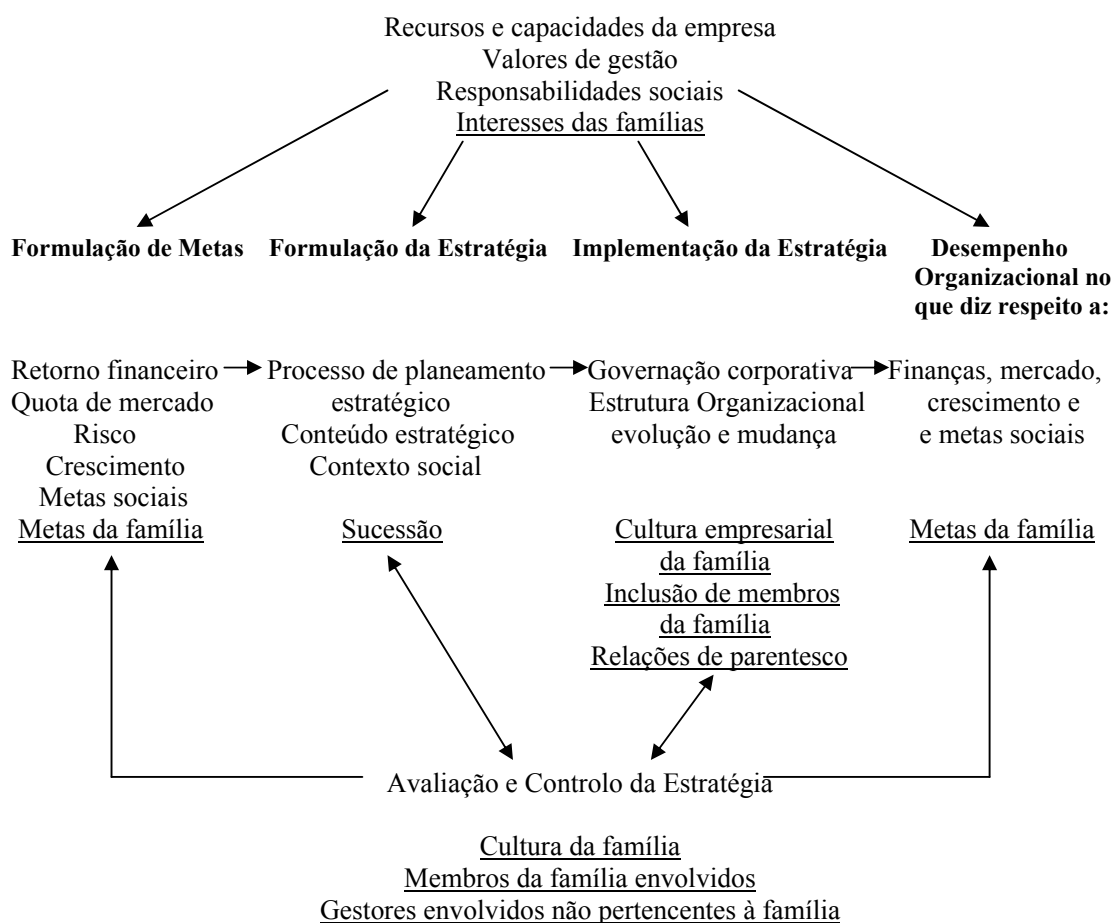 Recursos e capacidades da empresa
Valores de gestão
Responsabilidades sociais
Interesses das famílias
Formulação de Metas
Formulação da Estratégia
Implementação da Estratégia
Desempenho
Organizacional no
que diz respeito a:
Retorno financeiro
Quota de mercado
Risco
Crescimento
Metas sociais
Metas da família
Processo de planeamento
estratégico
Conteúdo estratégico
Contexto social
Sucessão
Governação corporativa
Estrutura Organizacional
evolução e mudança
Cultura empresarial
da família
Inclusão de membros
da família
Relações de parentesco
Finanças, mercado,
crescimento e
e metas sociais
Metas da família
Avaliação e Controlo da Estratégia
Cultura da família
Membros da família envolvidos
Gestores envolvidos não pertencentes à família